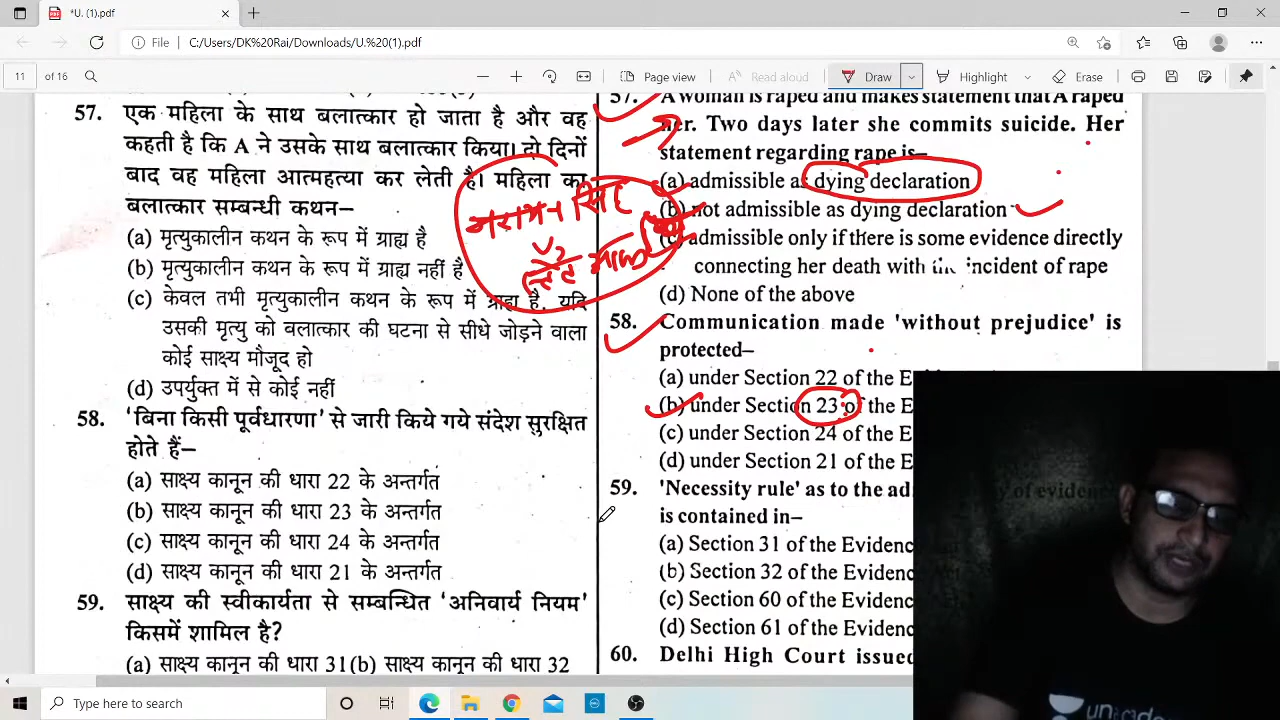 *U. (1).pdf
File C:/Users/DK%20Rai/Downloads/U.%20(1).pdf
11 of 16 Page view Read aloud Draw Highlight Erase
57. एक महिला के साथ बलात्कार हो जाता है और वह
कहती है कि A ने उसके साथ बलात्कार किया। दो दिनों
बाद वह महिला आत्महत्या कर लेती है। महिला का
बलात्कार सम्बन्धी कथन–
(a) मृत्युकालीन कथन के रूप में ग्राह्य है
(b) मृत्युकालीन कथन के रूप में ग्राह्य नहीं है
(c) केवल तभी मृत्युकालीन कथन के रूप में ग्राह्य है, यदि
उसकी मृत्यु को बलात्कार की घटना से सीधे जोड़ने वाला
कोई साक्ष्य मौजूद हो
(d) उपर्युक्त में से कोई नहीं
58. 'बिना किसी पूर्वधारणा' से जारी किये गये संदेश सुरक्षित
होते हैं–
(a) साक्ष्य कानून की धारा 22 के अन्तर्गत
(b) साक्ष्य कानून की धारा 23 के अन्तर्गत
(c) साक्ष्य कानून की धारा 24 के अन्तर्गत
(d) साक्ष्य कानून की धारा 21 के अन्तर्गत
59. साक्ष्य की स्वीकार्यता से सम्बन्धित 'अनिवार्य नियम'
किसमें शामिल है?
(a) साक्ष्य कानून की धारा 31 (b) साक्ष्य कानून की धारा 32
57. A woman is raped and makes statement that A raped
her. Two days later she commits suicide. Her
statement regarding rape is–
(a) admissible as dying declaration
(b) not admissible as dying declaration
(c) admissible only if there is some evidence directly
connecting her death with the incident of rape
(d) None of the above
58. Communication made 'without prejudice' is
protected–
(a) under Section 22 of the E
(b) under Section 23 of the E
(c) under Section 24 of the E
(d) under Section 21 of the E
59. 'Necessity rule' as to the ad of eviden
is contained in–
(a) Section 31 of the Evidenc
(b) Section 32 of the Evidenc
(c) Section 60 of the Evidenc
(d) Section 61 of the Evidenc
60. Delhi High Court issued
सिंह
Type here to search